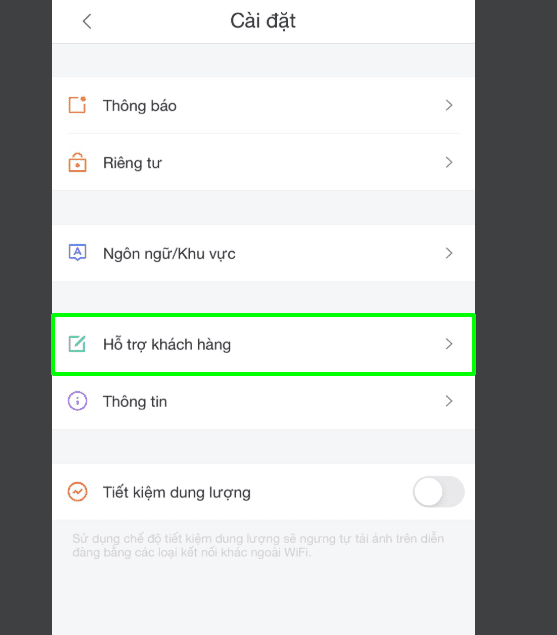 Cài đặt
Thông báo
Riêng tư
Ngôn ngữ/Khu vực
Hỗ trợ khách hàng
Thông tin
Tiết kiệm dung lượng
Sử dụng chế độ tiết kiệm dung lượng sẽ ngưng tự tải ảnh trên diễn
đàng bằng các loại kết nối khác ngoài WiFi.